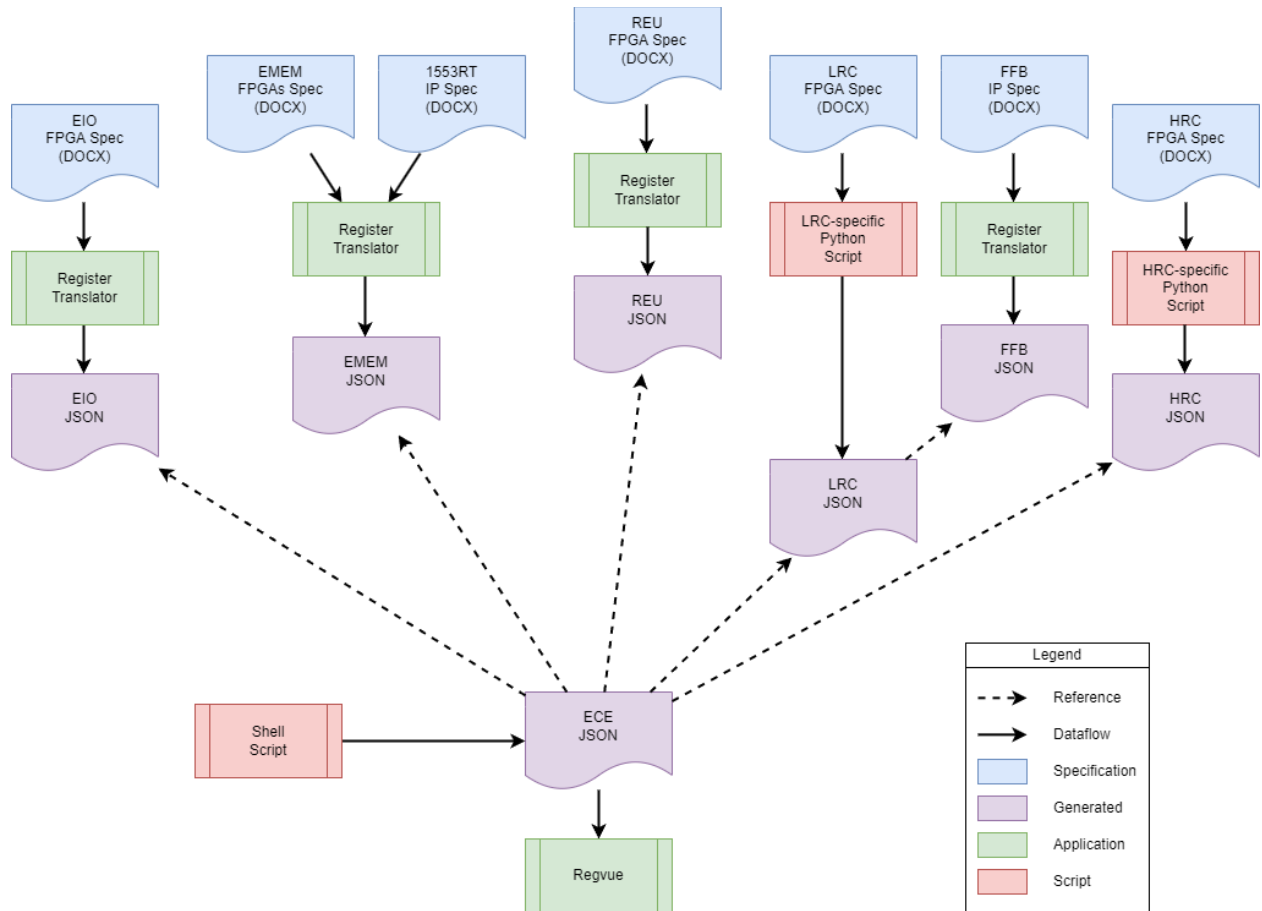 REU
FPGA Spec
(DOCX)
EMEM
FPGAs Spec
(DOCX)
1553RT
IP Spec
(DOCX)
LRC
FPGA Spec
(DOCX)
FFB
IP Spec
(DOCX)
EIO
FPGA Spec
(DOCX)
HRC
FPGA Spec
(DOCX)
Register
Translator
Register
Translator
LRC-specific
Python
Script
Register
Translator
Register
Translator
HRC-specific
Python
Script
REU
JSON
EMEM
JSON
FFB
JSON
EIO
JSON
HRC
JSON
LRC
JSON
Shell
Script
ECE
JSON
Regvue
Legend
Reference
Dataflow
Specification
Generated
Application
Script